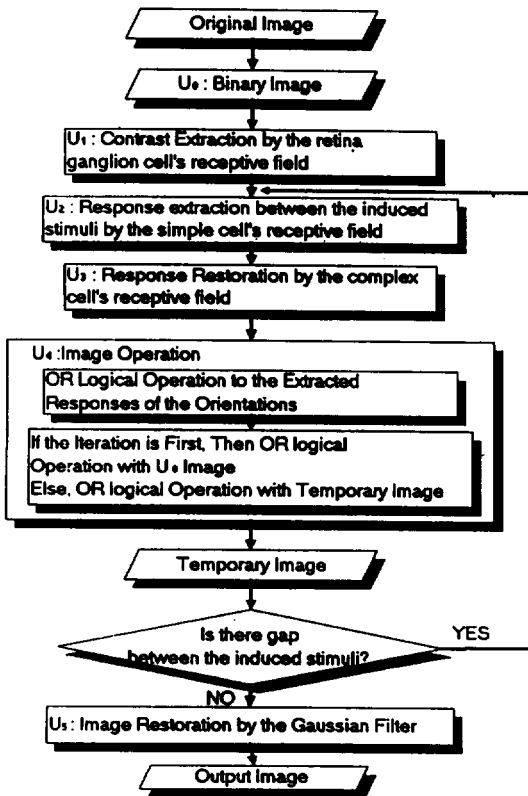 Original Image
U₀ : Binary Image
U₁ : Contrast Extraction by the retina
ganglion cell's receptive field
U₂ : Response extraction between the induced
stimuli by the simple cell's receptive field
U₃ : Response Restoration by the complex
cell's receptive field
U₄ :Image Operation
OR Logical Operation to the Extracted
Responses of the Orientations
If the Iteration is First, Then OR logical
Operation with U₀ Image
Else, OR logical Operation with Temporary Image
Temporary Image
Is there gap
between the induced stimuli?
YES
NO
U₅ : Image Restoration by the Gaussian Filter
Output Image